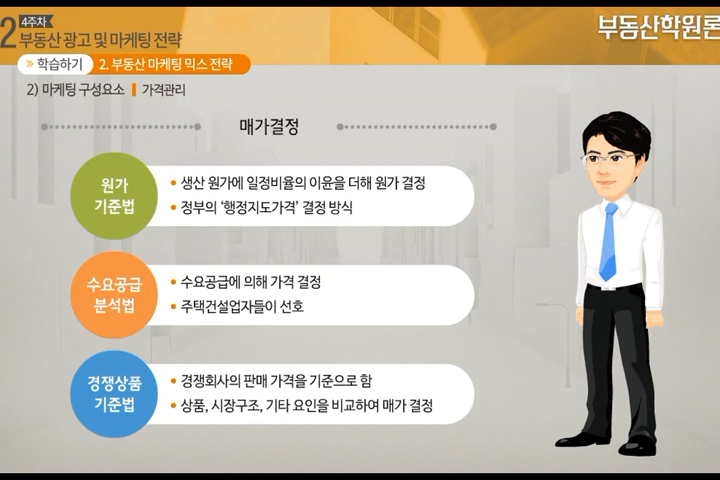 4주차
2 부동산 광고 및 마케팅 전략
부동산학원론
» 학습하기 2. 부동산 마케팅 믹스 전략
2) 마케팅 구성요소 | 가격관리
매가결정
원가
기준법
• 생산 원가에 일정비율의 이윤을 더해 원가 결정
• 정부의 ‘행정지도가격’ 결정 방식
수요공급
분석법
• 수요공급에 의해 가격 결정
• 주택건설업자들이 선호
경쟁상품
기준법
• 경쟁회사의 판매 가격을 기준으로 함
• 상품, 시장구조, 기타 요인을 비교하여 매가 결정